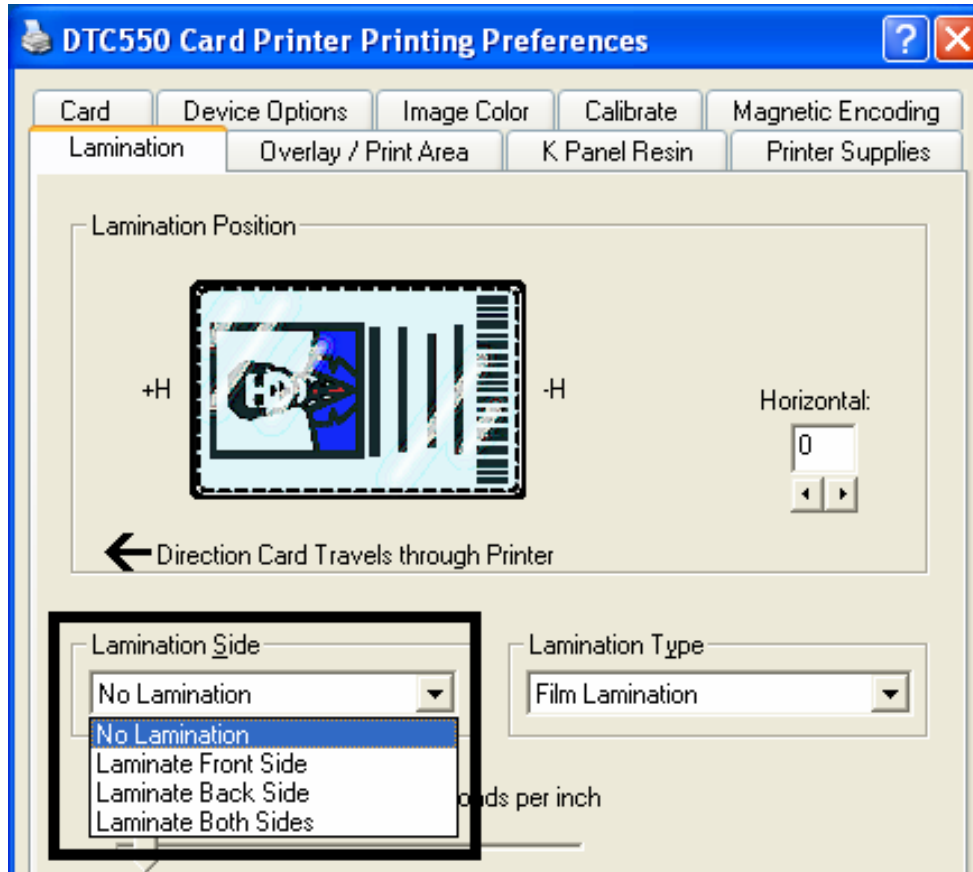 DTC550 Card Printer Printing Preferences
Card Device Options Image Color Calibrate Magnetic Encoding
Lamination Overlay / Print Area K Panel Resin Printer Supplies
Lamination Position
+H
-H
Horizontal:
0
Direction Card Travels through Printer
Lamination Side
No Lamination
No Lamination
Laminate Front Side
Laminate Back Side
Laminate Both Sides
Lamination Type
Film Lamination
per inch